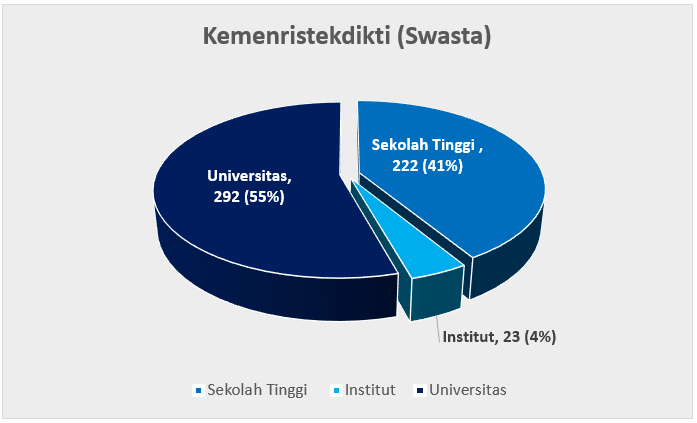 Kemenristekdikti (Swasta)
Sekolah Tinggi ,
222 (41%)
Universitas,
292 (55%)
Institut, 23 (4%)
Sekolah Tinggi
Institut
Universitas